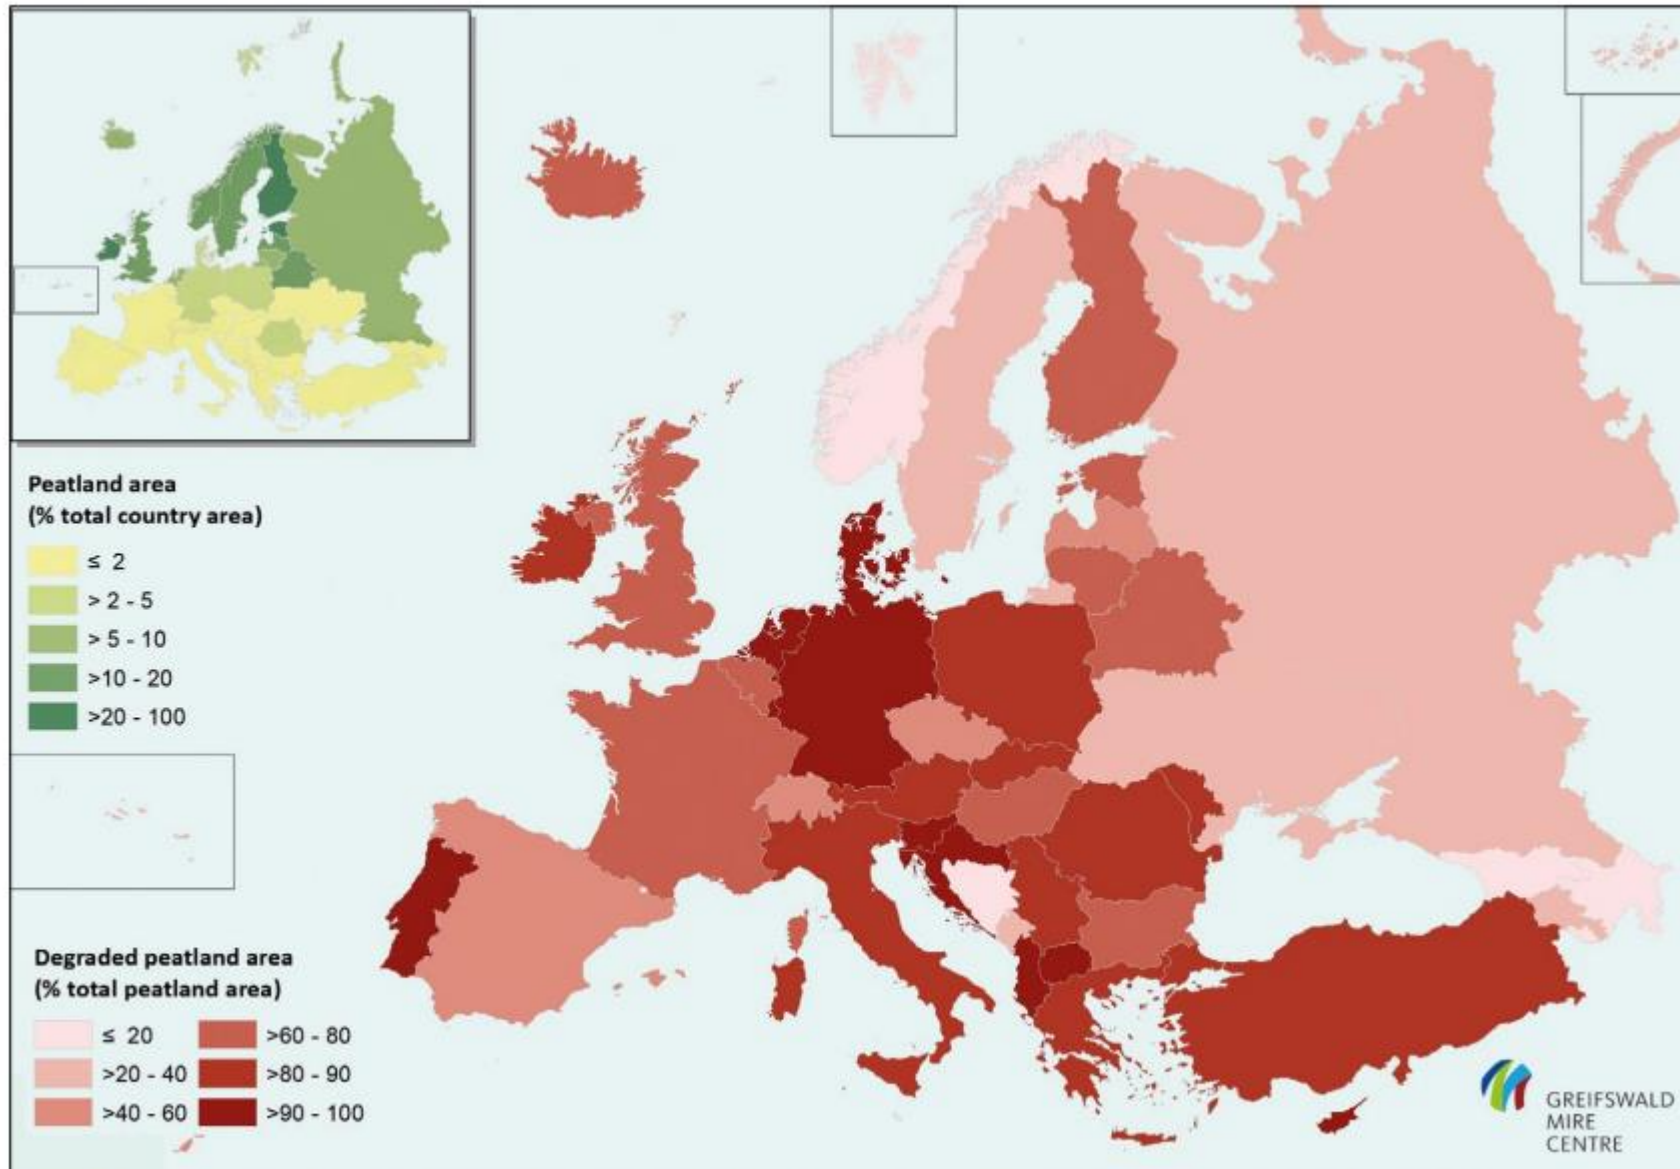 Peatland area
(% total country area)
≤ 2
> 2 - 5
> 5 - 10
>10 - 20
>20 - 100
Degraded peatland area
(% total peatland area)
≤ 20
>20 - 40
>40 - 60
>60 - 80
>80 - 90
>90 - 100
GREIFSWALD
MIRE
CENTRE